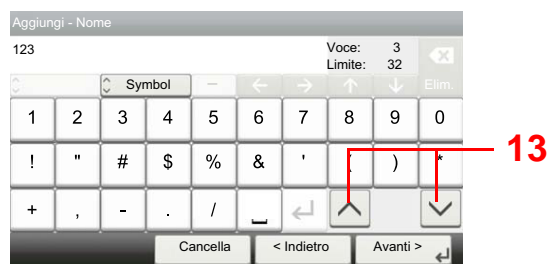 Aggiungi - Nome
123
Voce: 3
Limite: 32
Symbol
Elim.
1 2 3 4 5 6 7 8 9 0
! " # $ % & ' ( ) *
+ , - . /
13
Cancella < Indietro Avanti >